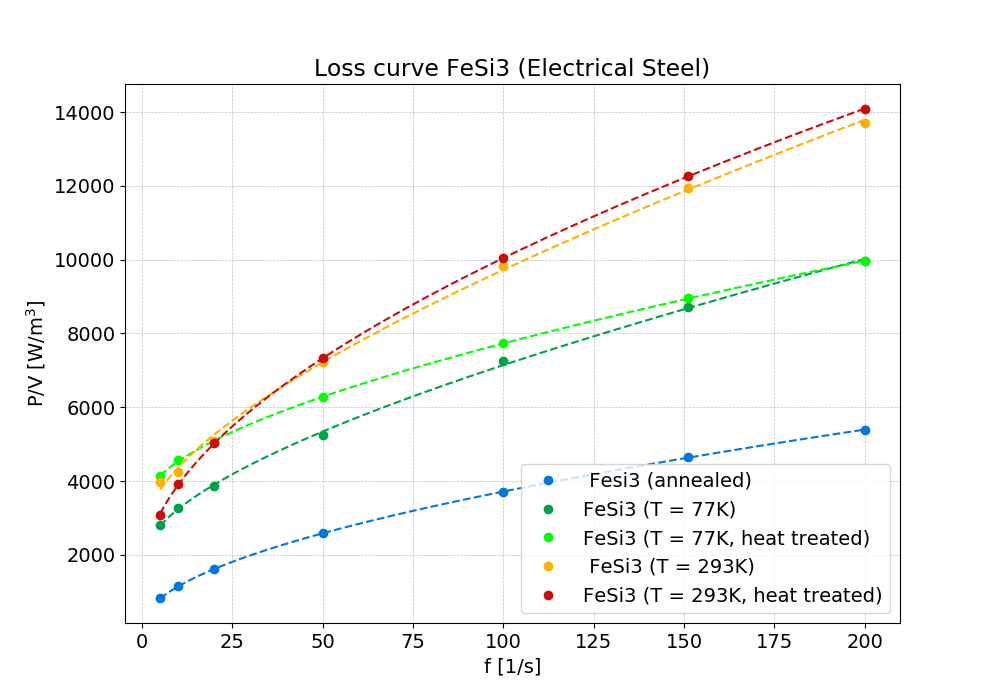 Loss curve FeSi3 (Electrical Steel)
P/V [W/m³]
14000
12000
10000
8000
6000
4000
2000
Fesi3 (annealed)
FeSi3 (T = 77K)
FeSi3 (T = 77K, heat treated)
FeSi3 (T = 293K)
FeSi3 (T = 293K, heat treated)
0 25 50 75 100 125 150 175 200
f [1/s]